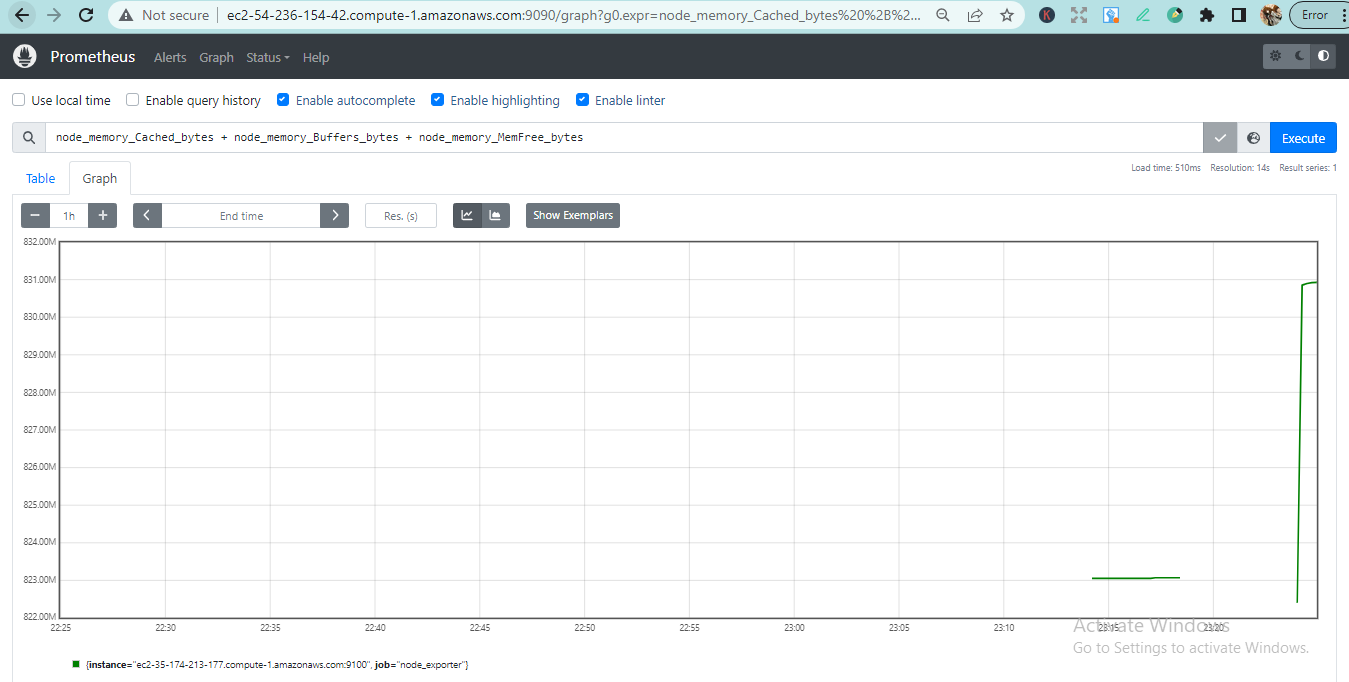 Not secure ec2-54-236-154-42.compute-1.amazonaws.com:9090/graph?g0.expr=node_memory_Cached_bytes%20%2B%2... K Error
Prometheus Alerts Graph Status Help
Use local time Enable query history Enable autocomplete Enable highlighting Enable linter
node_memory_Cached_bytes + node_memory_Buffers_bytes + node_memory_MemFree_bytes Execute
Load time: 510ms Resolution: 14s Result series: 1
Table Graph
− 1h + End time Res. (s) Show Exemplars
832.00M
831.00M
830.00M
829.00M
828.00M
827.00M
826.00M
825.00M
824.00M
823.00M
822.00M
22:25 22:30 22:35 22:40 22:45 22:50 22:55 23:00 23:05 23:10 23:15 23:20
Activate Windows
Go to Settings to activate Windows.
{instance="ec2-35-174-213-177.compute-1.amazonaws.com:9100", job="node_exporter"}